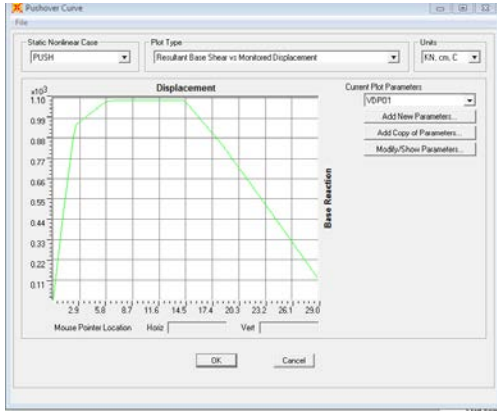 Pushover Curve
File
Static Nonlinear Case
PUSH
Plot Type
Resultant Base Shear vs Monitored Displacement
Units
KN, cm, C
Displacement
x10³
1.10
0.99
0.88
0.77
0.66
0.55
0.44
0.33
0.22
0.11
2.9 5.8 8.7 11.6 14.5 17.4 20.3 23.2 26.1 29.0
Base Reaction
Current Plot Parameters
VDPO1
Add New Parameters...
Add Copy of Parameters...
Modify/Show Parameters...
Mouse Pointer Location Horiz Vert
OK Cancel